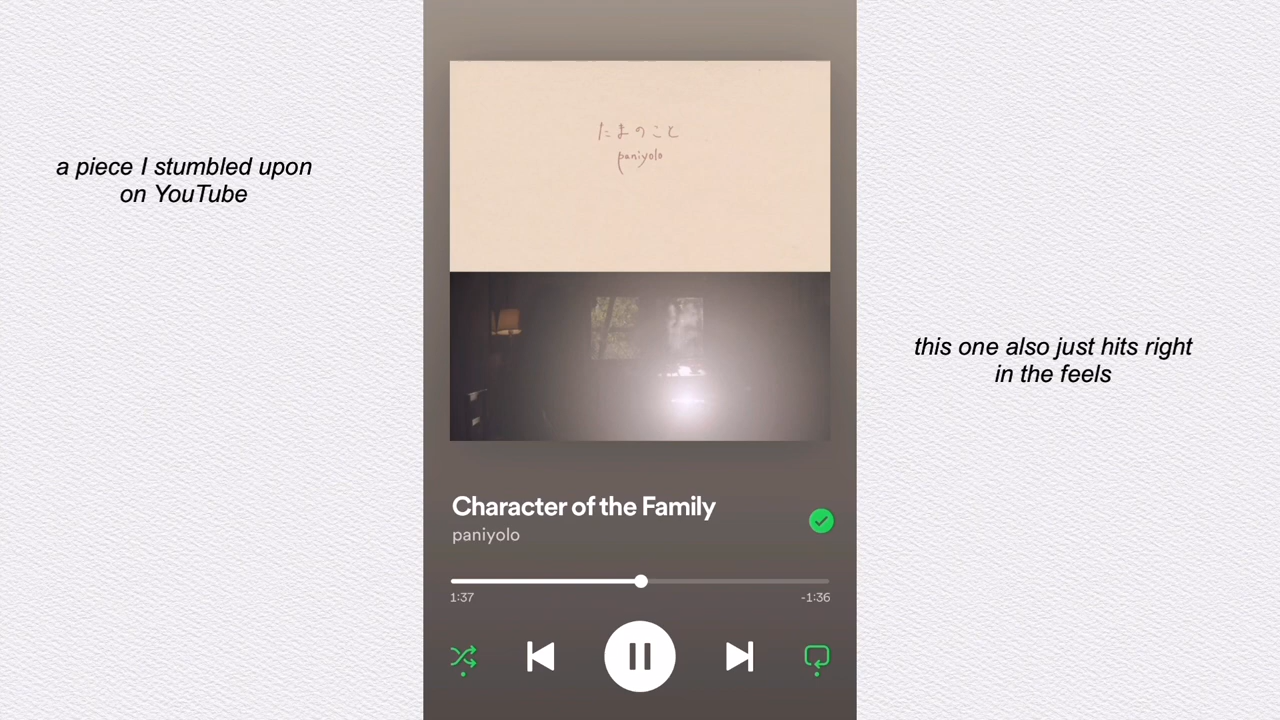 a piece I stumbled upon
on YouTube
たまのこと
paniyolo
this one also just hits right
in the feels
Character of the Family
paniyolo
1:37
-1:36